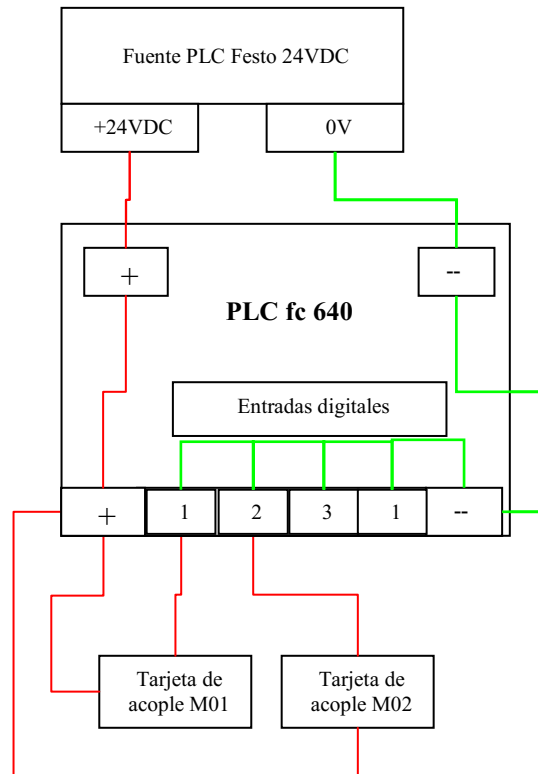 Fuente PLC Festo 24VDC
+24VDC
0V
+
--
PLC fc 640
Entradas digitales
+
1
2
3
1
--
Tarjeta de
acople M01
Tarjeta de
acople M02